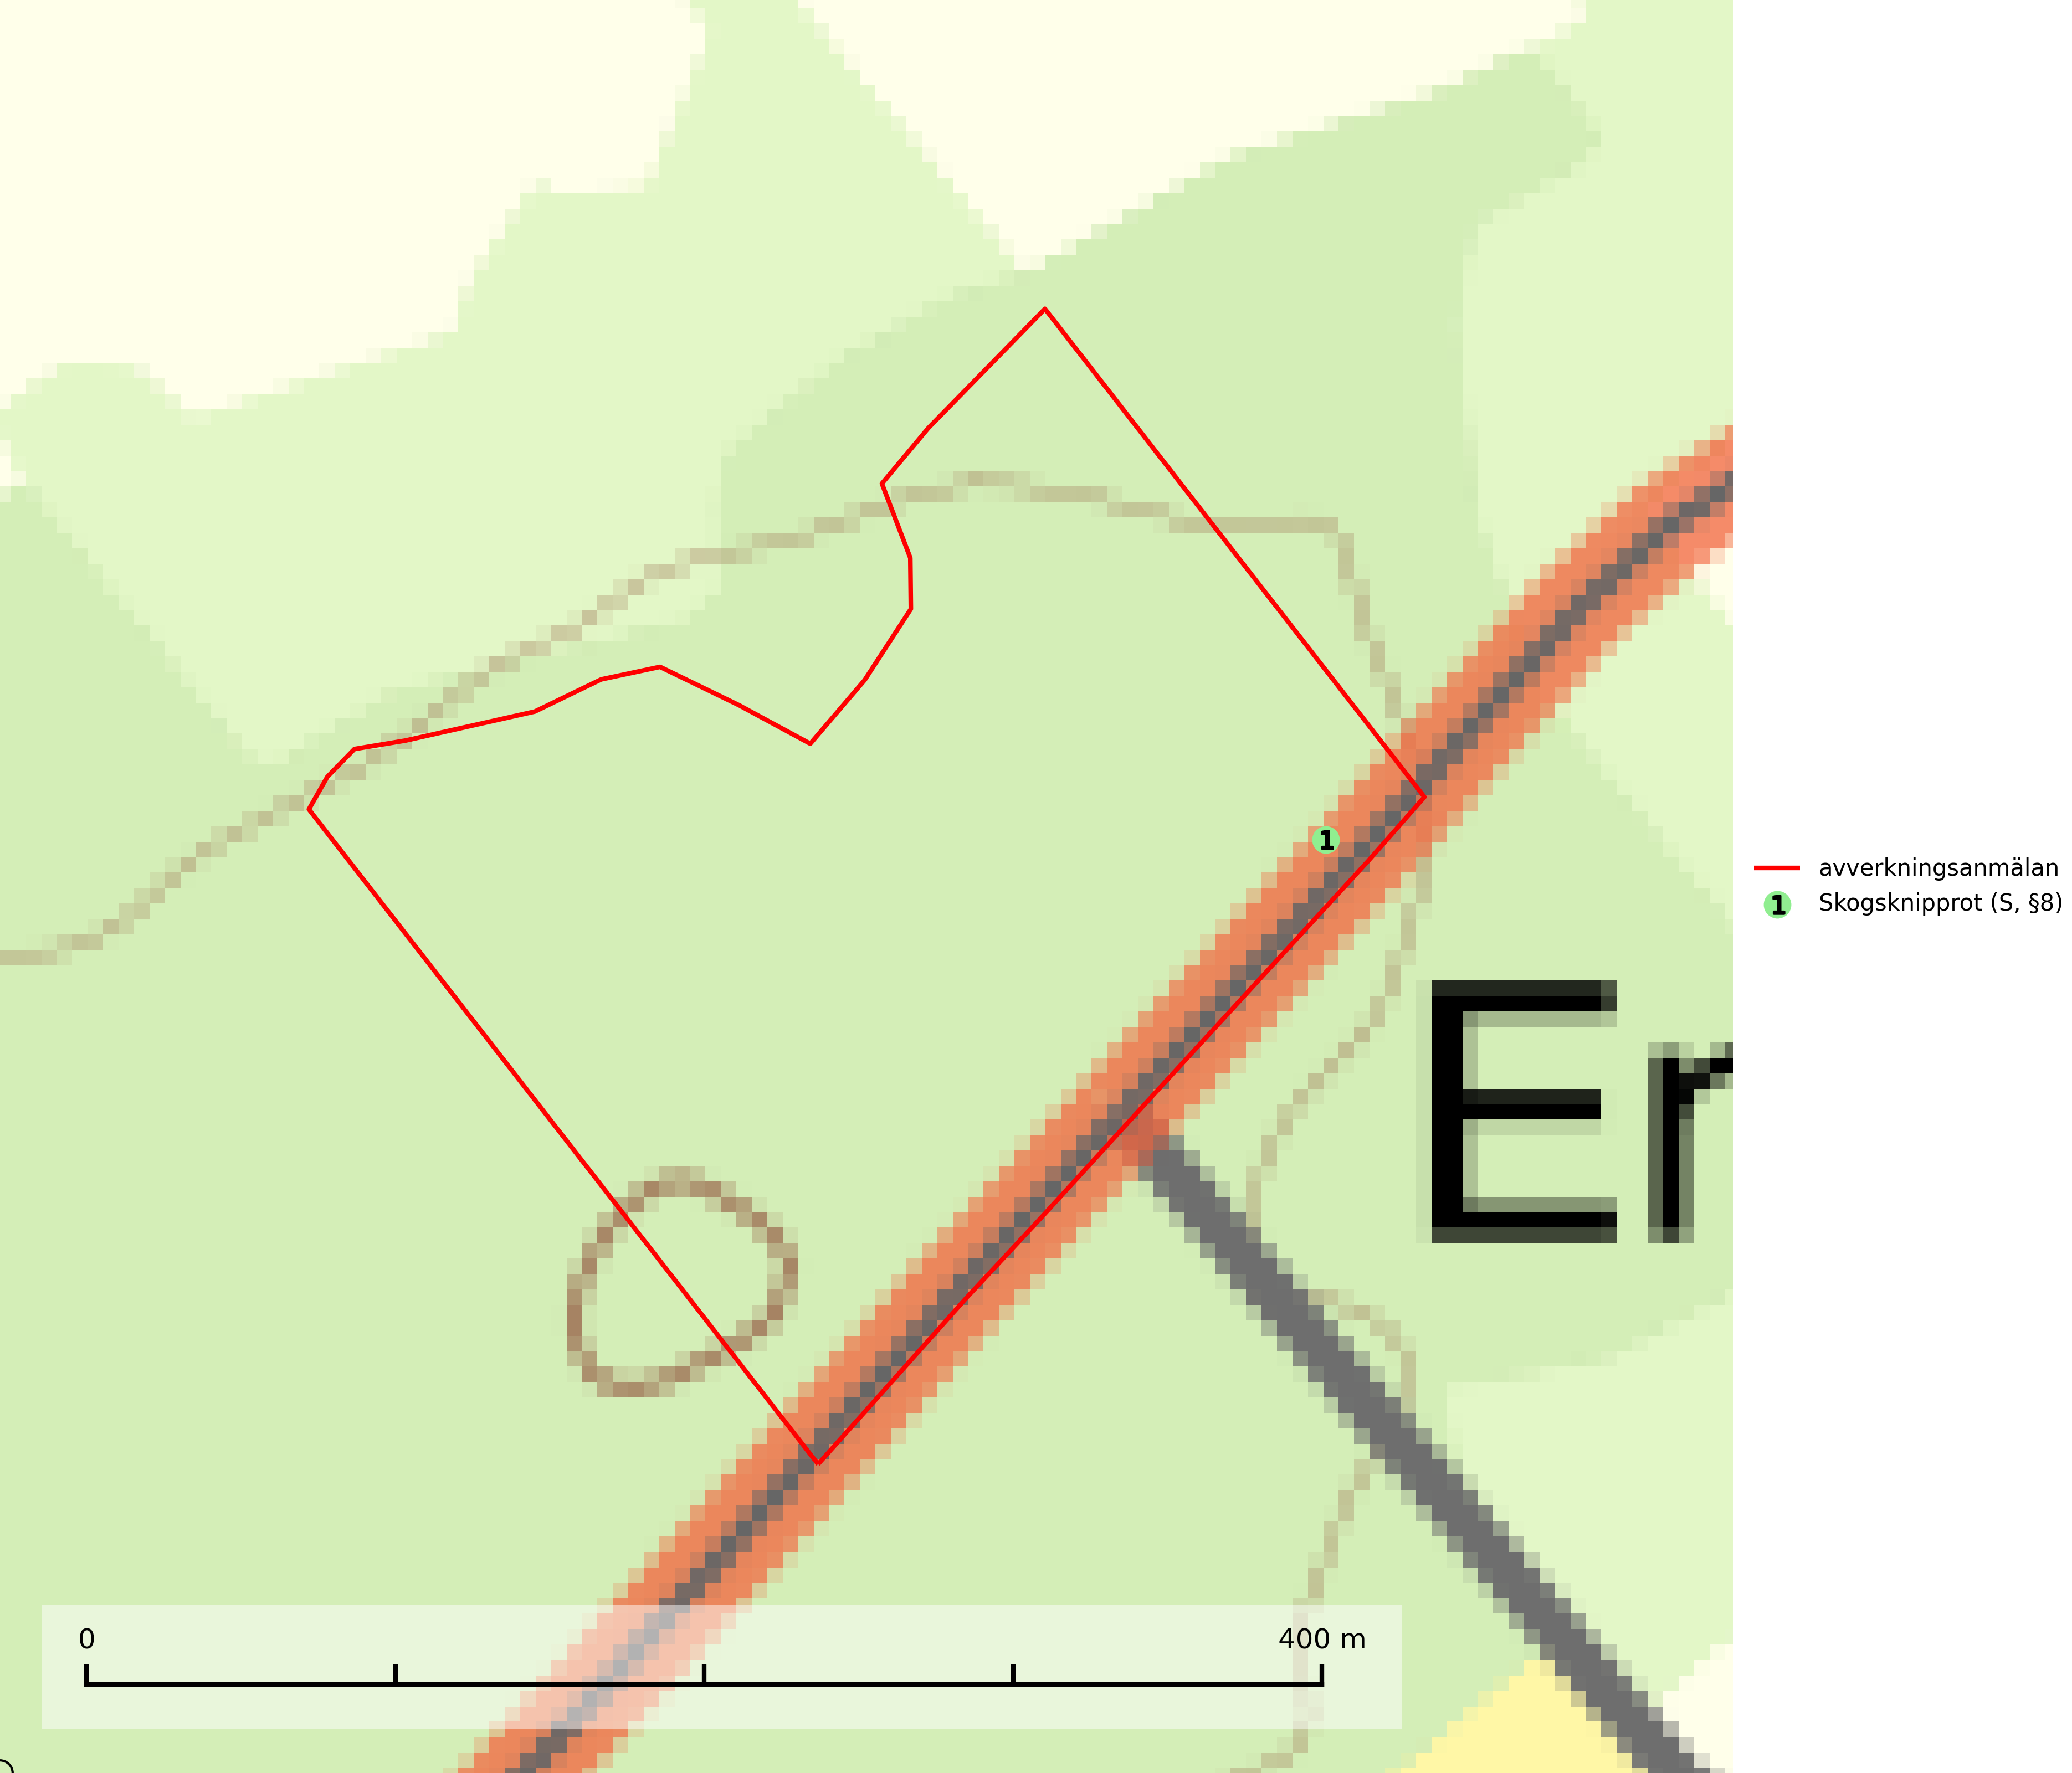 1
avverkningsanmälan
1 Skogsknipprot (S, §8)
Er
0 400 m